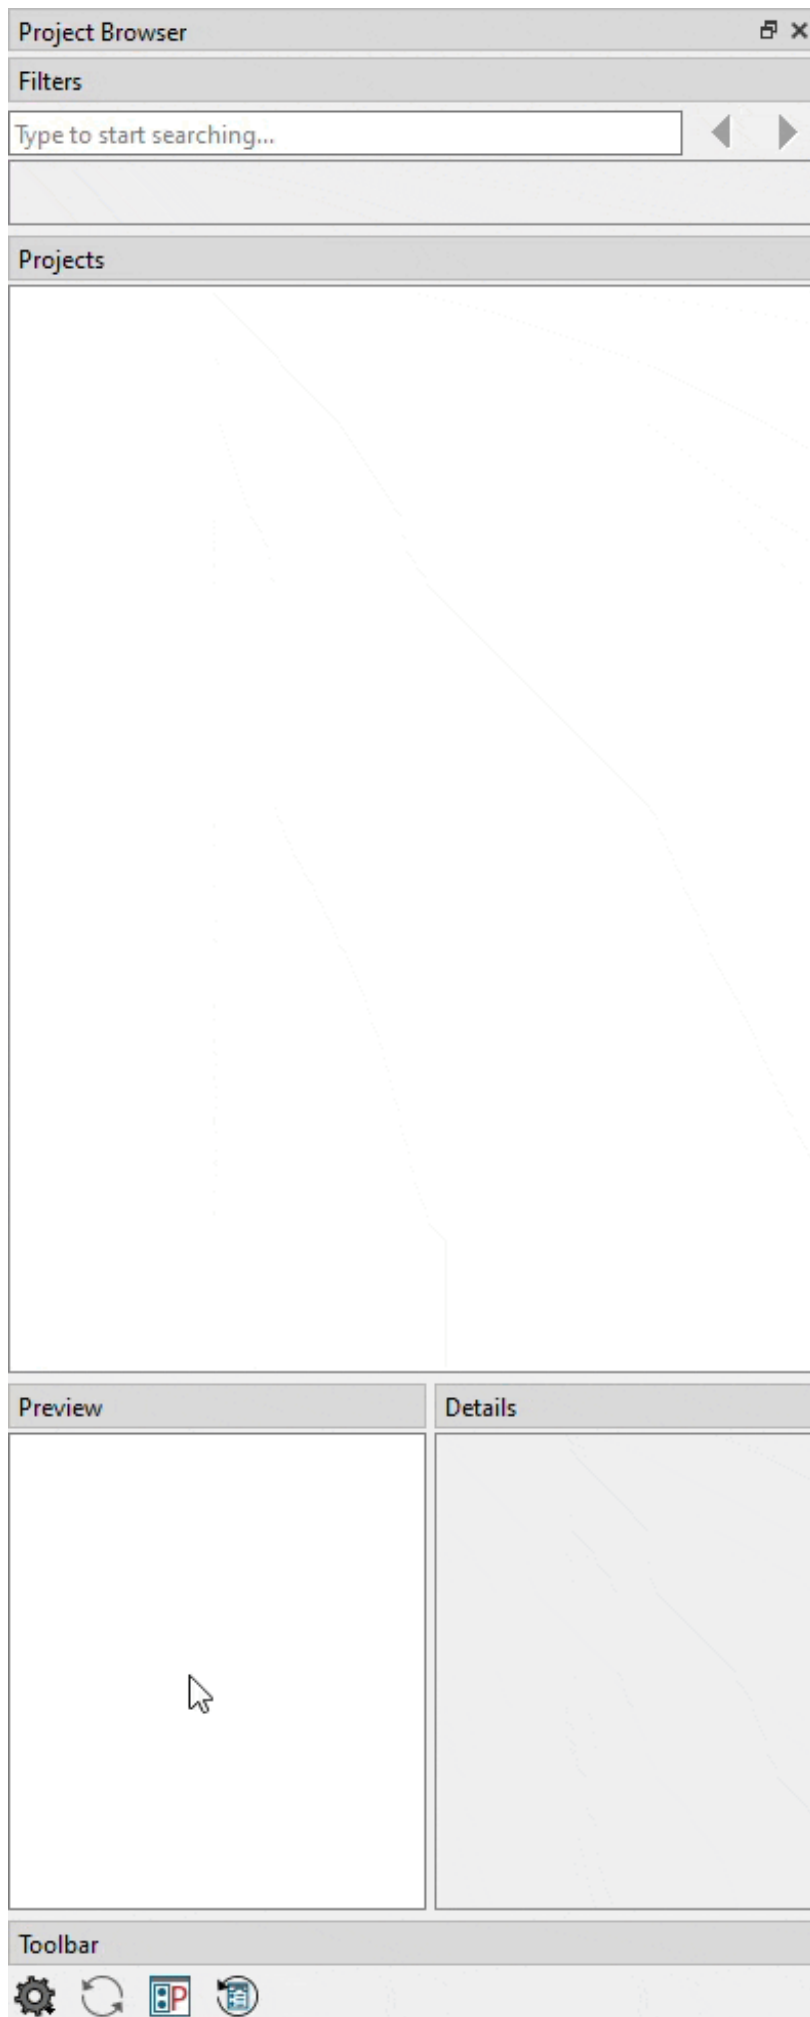 Project Browser
Filters
Type to start searching...
Projects
Preview
Details
Toolbar
P